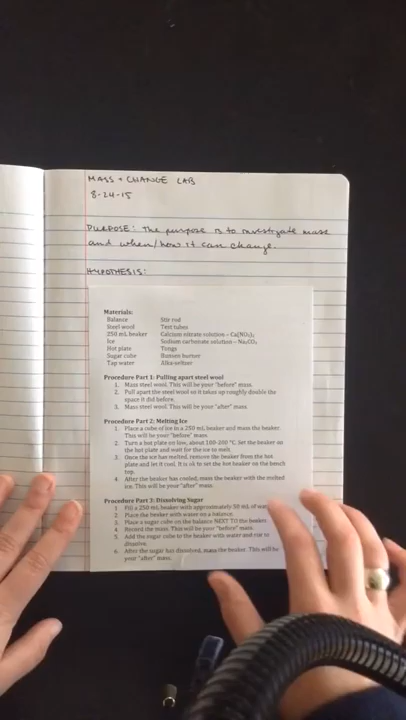 MASS + CHANGE LAB
8-24-15
PURPOSE: The purpose is to investigate mass
and when/how it can change.
HYPOTHESIS:
Materials:
Balance Stir rod
Steel wool Test tubes
250 mL beaker Calcium nitrate solution – Ca(NO₃)₂
Ice Sodium carbonate solution – Na₂CO₃
Hot plate Tongs
Sugar cube Bunsen burner
Tap water Alka-seltzer
Procedure Part 1: Pulling apart steel wool
1. Mass steel wool. This will be your "before" mass.
2. Pull apart the steel wool so it takes up roughly double the
space it did before.
3. Mass steel wool. This will be your "after" mass.
Procedure Part 2: Melting Ice
1. Place a cube of ice in a 250 mL beaker and mass the beaker.
This will be your "before" mass.
2. Turn a hot plate on low, about 100-200 °C. Set the beaker on
the hot plate and wait for the ice to melt.
3. Once the ice has melted, remove the beaker from the hot
plate and let it cool. It is ok to set the hot beaker on the bench
top.
4. After the beaker has cooled, mass the beaker with the melted
ice. This will be your "after" mass.
Procedure Part 3: Dissolving Sugar
1. Fill a 250 mL beaker with approximately 50 mL of
2. Place the beaker with water on a balance.
3. Place a sugar cube on the balance NEXT TO the beaker.
4. Record the mass. This will be your "before" mass.
5. Add the sugar cube to the beaker with water and stir to
dissolve.
6. After the sugar has dissolved, mass the beaker. This will be
your "after" mass.